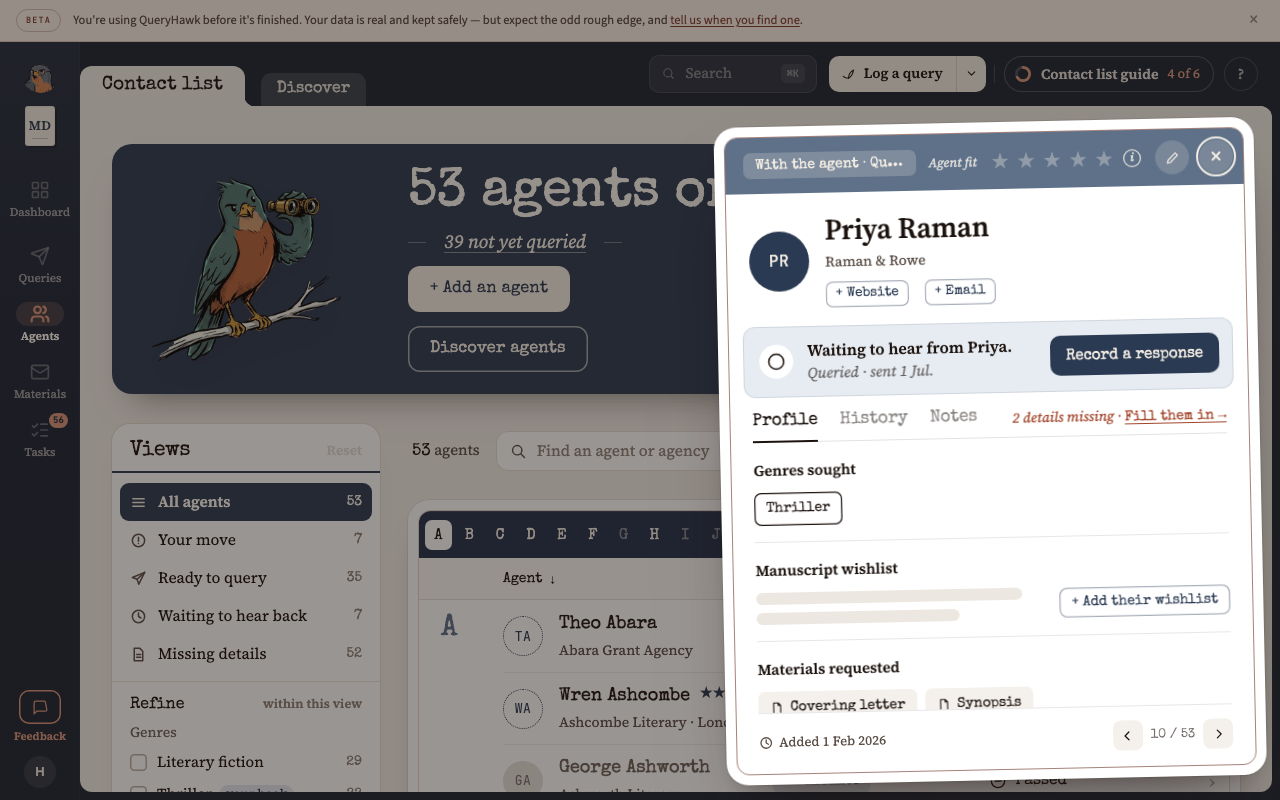 BETA You're using QueryHawk before it's finished. Your data is real and kept safely — but expect the odd rough edge, and tell us when you find one. ×
Contact list
Discover
Search ⌘K
Log a query
Contact list guide 4 of 6
?
MD
Dashboard
Queries
Agents
Materials
56
Tasks
Feedback
H
53 agents o
39 not yet queried
+ Add an agent
Discover agents
Views Reset
All agents 53
Your move 7
Ready to query 35
Waiting to hear back 7
Missing details 52
Refine within this view
Genres
Literary fiction 29
53 agents
Find an agent or agency
A B C D E F G H I J
Agent ↓
A
TA Theo Abara
Abara Grant Agency
WA Wren Ashcombe ★★
Ashcombe Literary · Lon
GA George Ashworth
Passed
With the agent · Qu...
Agent fit ★ ★ ★ ★ ★ i
×
PR
Priya Raman
Raman & Rowe
+ Website + Email
Waiting to hear from Priya.
Queried · sent 1 Jul.
Record a response
Profile History Notes
2 details missing · Fill them in →
Genres sought
Thriller
Manuscript wishlist
+ Add their wishlist
Materials requested
Covering letter Synopsis
Added 1 Feb 2026
‹ 10 / 53 ›